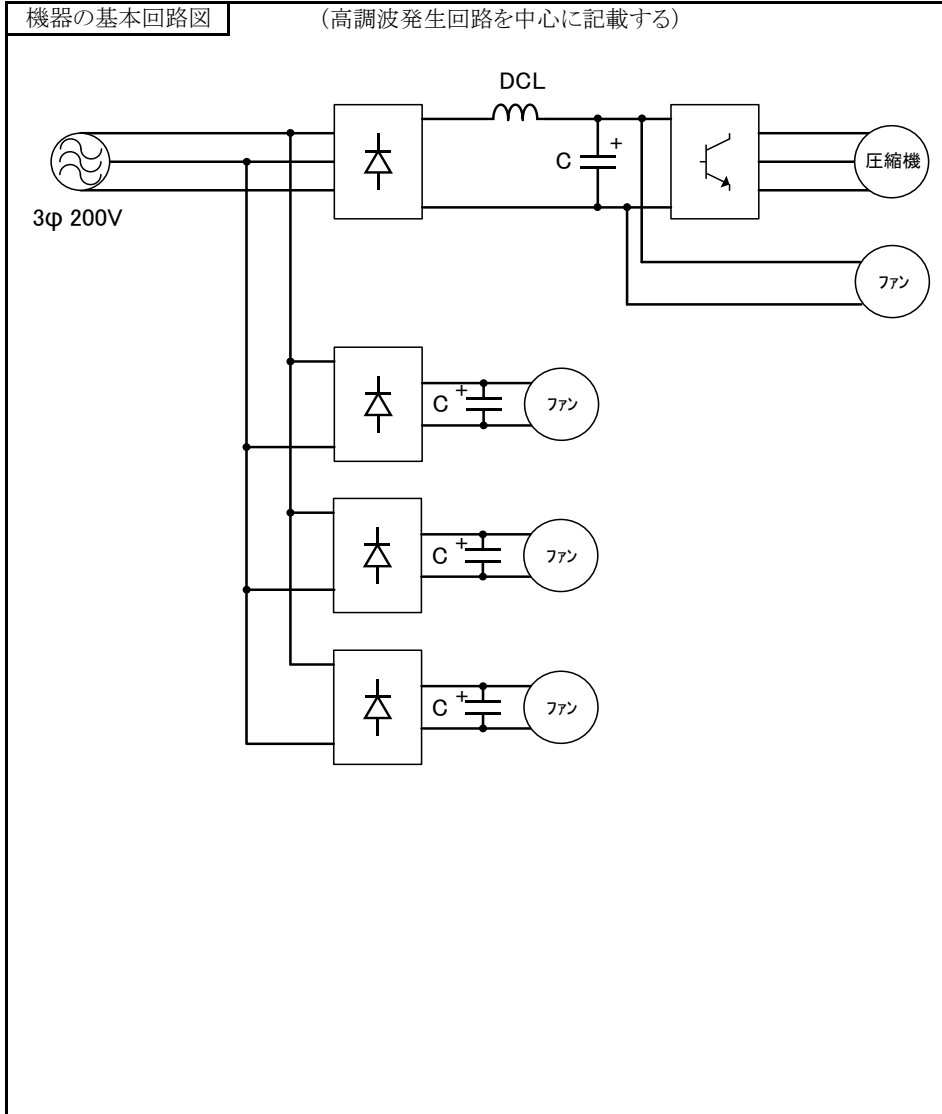 機器の基本回路図 (高調波発生回路を中心に記載する)
DCL
C +
圧縮機
3φ 200V
ファン
C + ファン
C + ファン
C + ファン